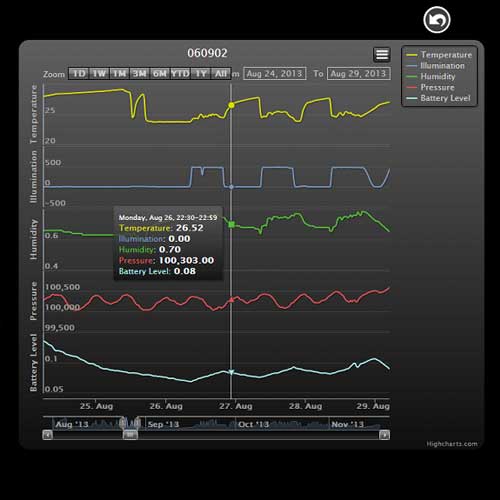 060902
Zoom 1D 1W 1M 3M 6M YTD 1Y All m Aug 24, 2013 To Aug 29, 2013
Temperature
Illumination
Humidity
Pressure
Battery Level
Temperature
25
20
Illumination
500
0
-500
Humidity
0.6
0.4
Monday, Aug 26, 22:30-22:59
Temperature: 26.52
Illumination: 0.00
Humidity: 0.70
Pressure: 100,303.00
Battery Level: 0.08
Pressure
100,500
100,000
99,500
Battery Level
0.1
0.05
25. Aug 26. Aug 27. Aug 28. Aug 29. Aug
Aug '13 Sep '13 Oct '13 Nov '13
Highcharts.com